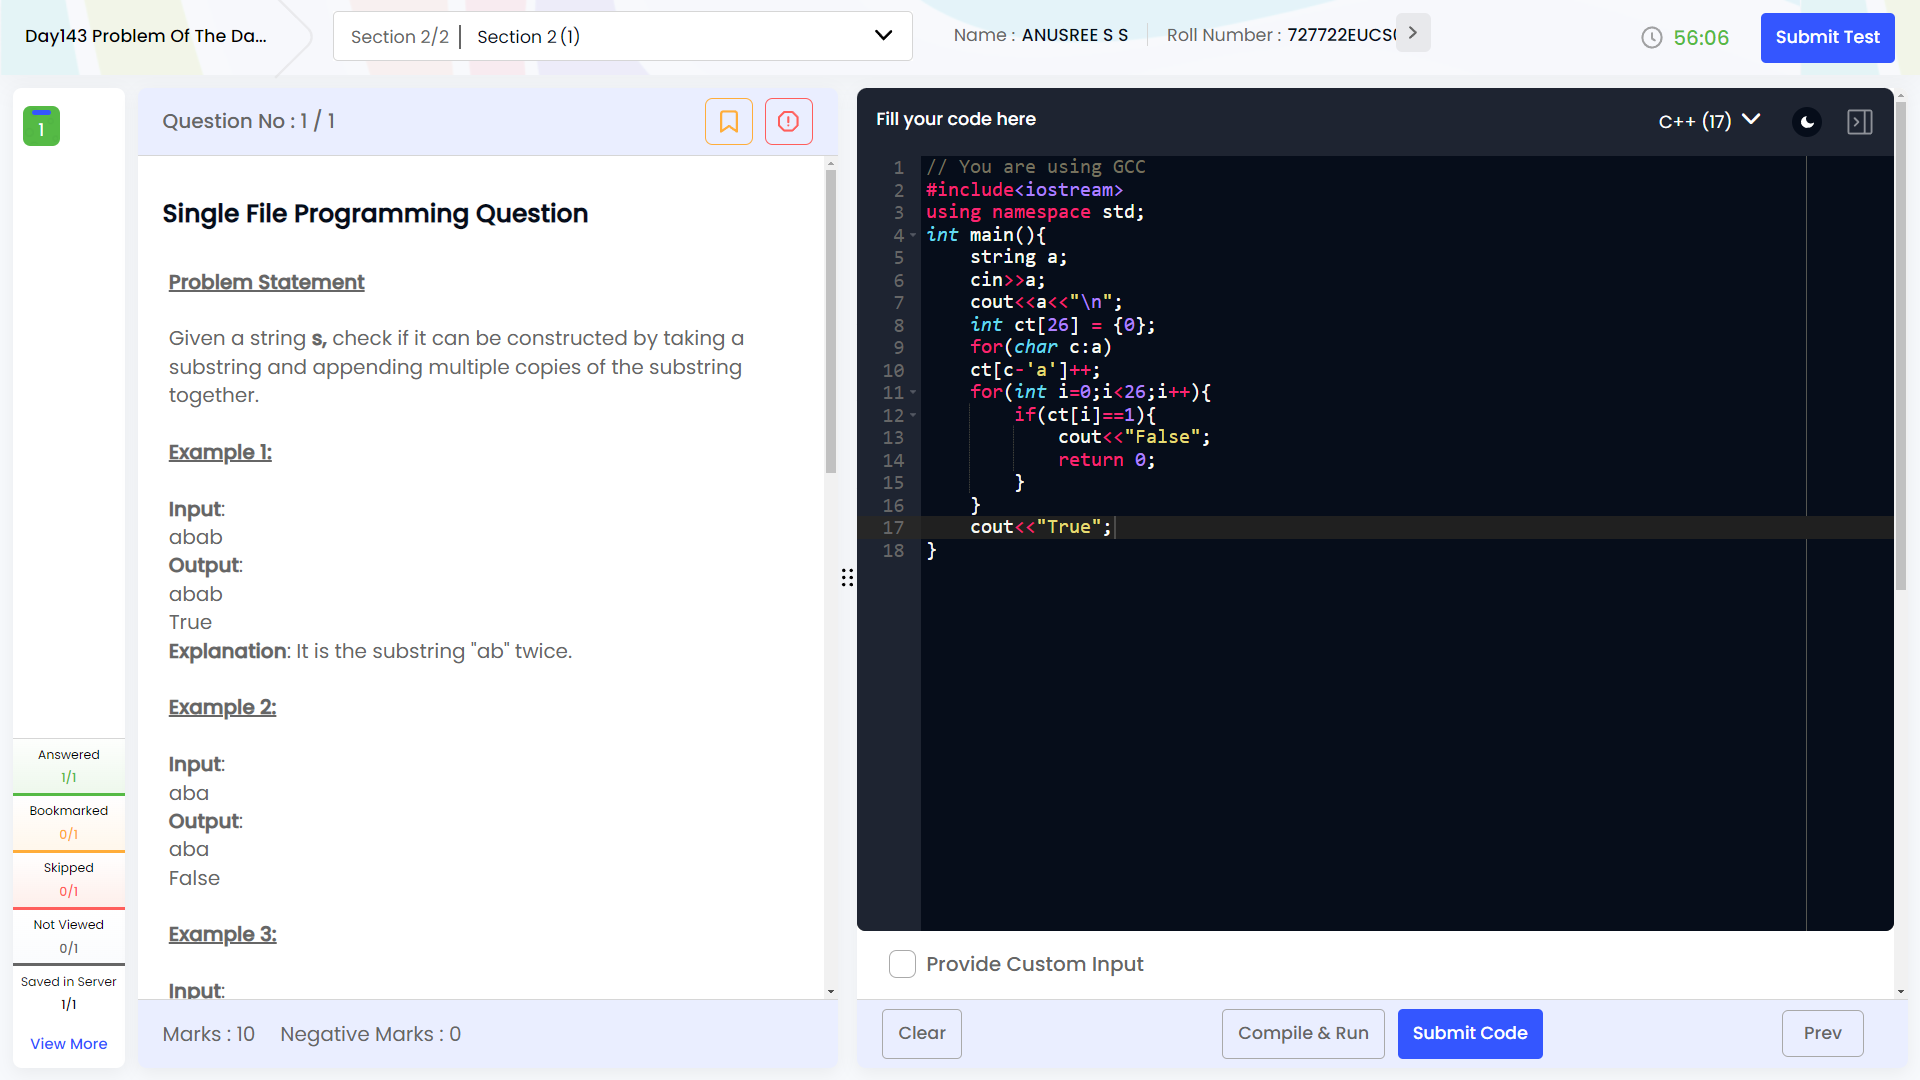 Day143 Problem Of The Da...
Section 2/2 | Section 2 (1)
Name : ANUSREE S S
Roll Number : 727722EUCS
56:06
Submit Test
1
Answered
1/1
Bookmarked
0/1
Skipped
0/1
Not Viewed
0/1
Saved in Server
1/1
View More
Question No : 1 / 1
Single File Programming Question
Problem Statement
Given a string s, check if it can be constructed by taking a
substring and appending multiple copies of the substring
together.
Example 1:
Input:
abab
Output:
abab
True
Explanation: It is the substring "ab" twice.
Example 2:
Input:
aba
Output:
aba
False
Example 3:
Input:
Marks : 10 Negative Marks : 0
Fill your code here
C++ (17)
1 // You are using GCC
2 #include<iostream>
3 using namespace std;
4 int main(){
5 string a;
6 cin>>a;
7 cout<<a<<"\n";
8 int ct[26] = {0};
9 for(char c:a)
10 ct[c-'a']++;
11 for(int i=0;i<26;i++){
12 if(ct[i]==1){
13 cout<<"False";
14 return 0;
15 }
16 }
17 cout<<"True";
18 }
Provide Custom Input
Clear
Compile & Run
Submit Code
Prev